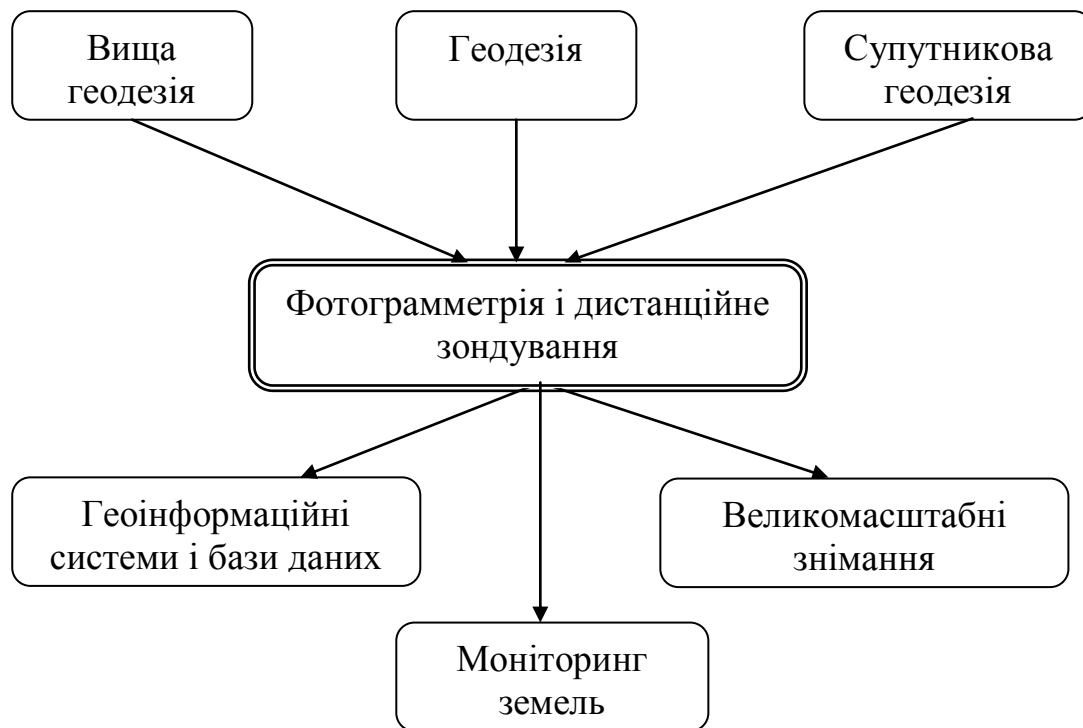 Вища
геодезія
Геодезія
Супутникова
геодезія
Фотограмметрія і дистанційне
зондування
Геоінформаційні
системи і бази даних
Великомасштабні
знімання
Моніторинг
земель